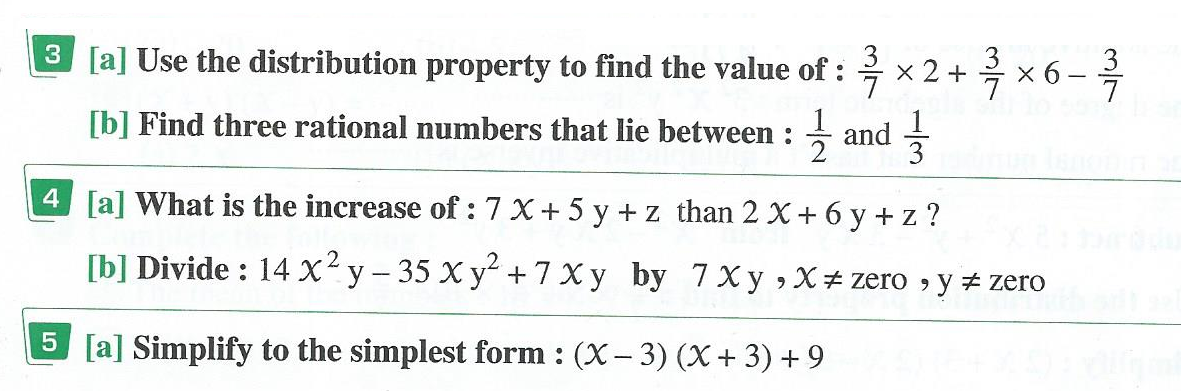 3 [a] Use the distribution property to find the value of : 3/7 × 2 + 3/7 × 6 – 3/7
[b] Find three rational numbers that lie between : 1/2 and 1/3
4 [a] What is the increase of : 7 X + 5 y + z than 2 X + 6 y + z ?
[b] Divide : 14 X² y – 35 X y² + 7 X y by 7 X y , X ≠ zero , y ≠ zero
5 [a] Simplify to the simplest form : (X – 3) (X + 3) + 9